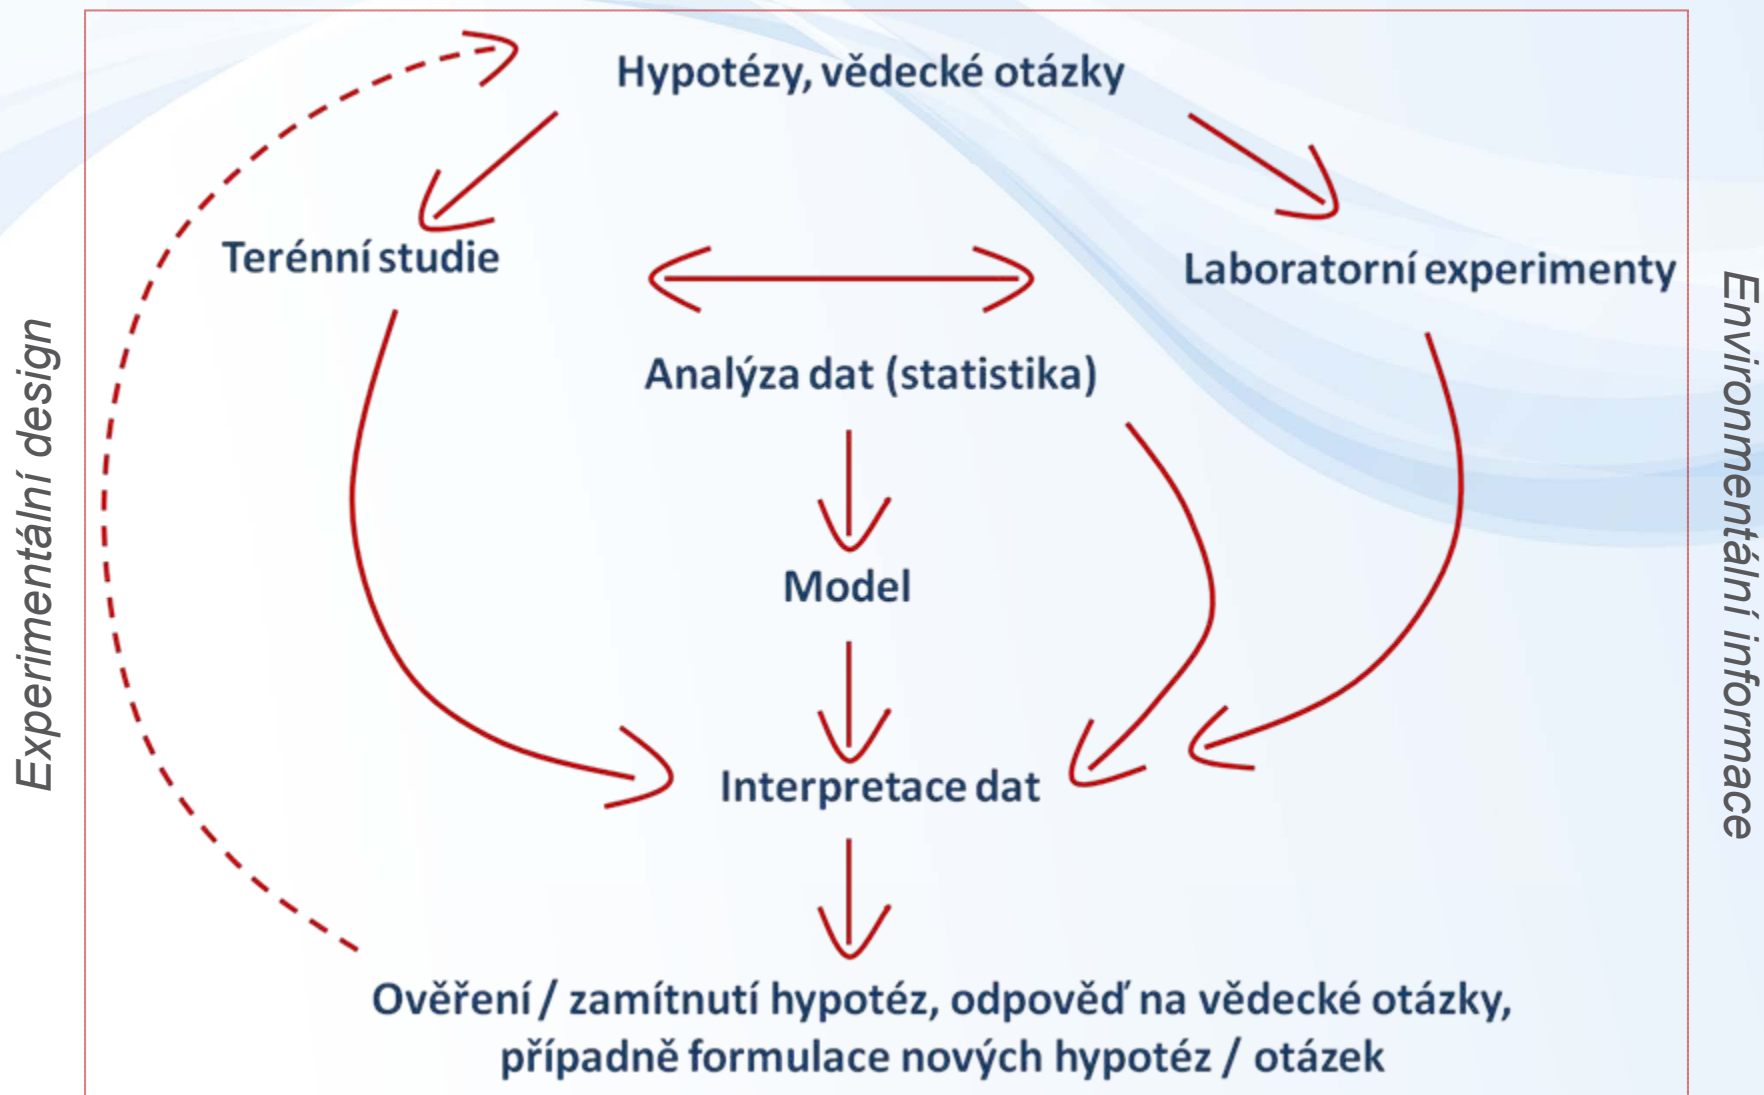 Hypotézy, vědecké otázky
Terénní studie
Laboratorní experimenty
Analýza dat (statistika)
Model
Interpretace dat
Ověření / zamítnutí hypotéz, odpověď na vědecké otázky,
případně formulace nových hypotéz / otázek
Experimentální design
Environmentální informace